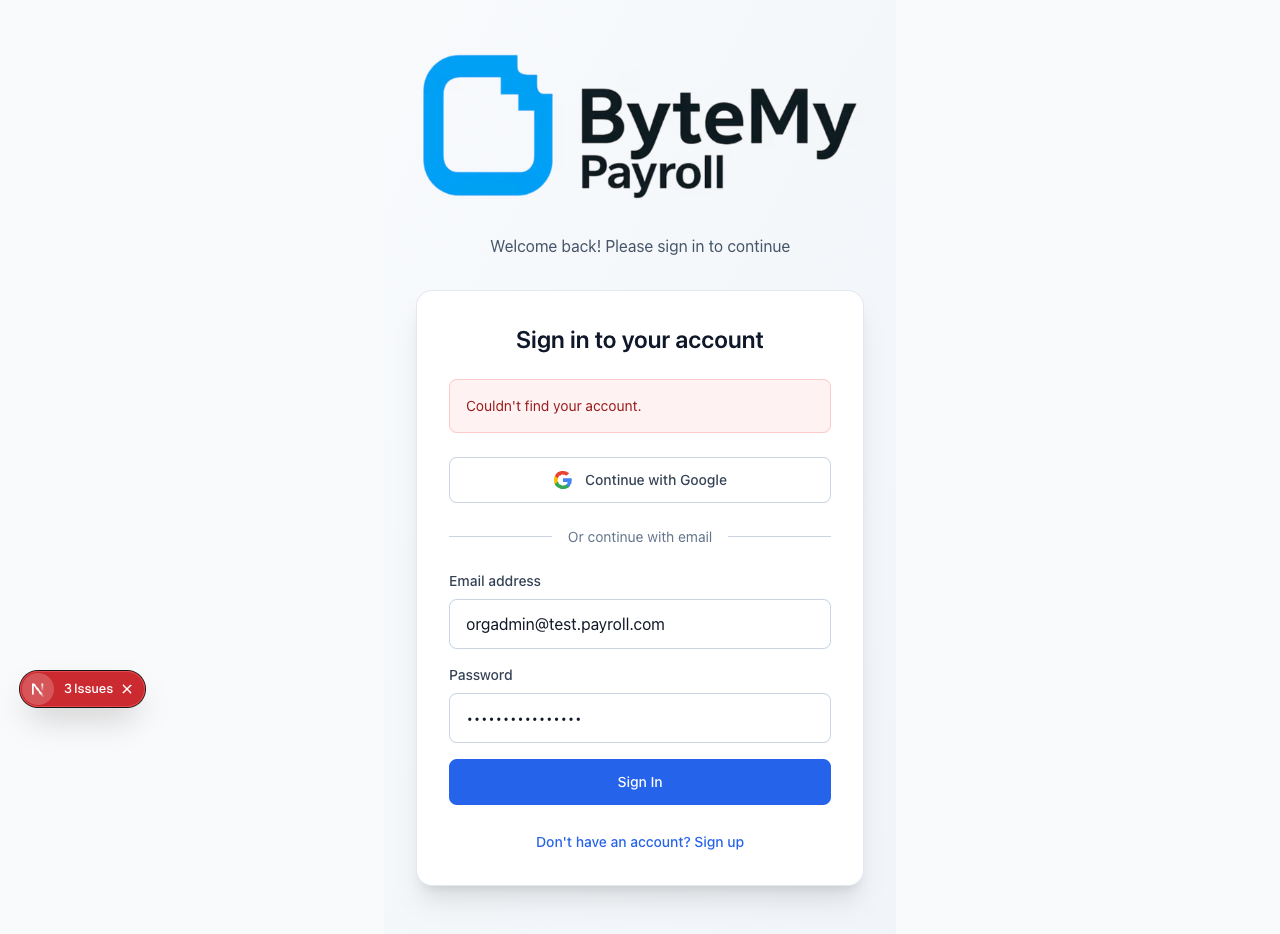 ByteMy
Payroll
Welcome back! Please sign in to continue
Sign in to your account
Couldn't find your account.
Continue with Google
Or continue with email
Email address
orgadmin@test.payroll.com
Password
••••••••••••••••
Sign In
Don't have an account? Sign up
N 3 Issues